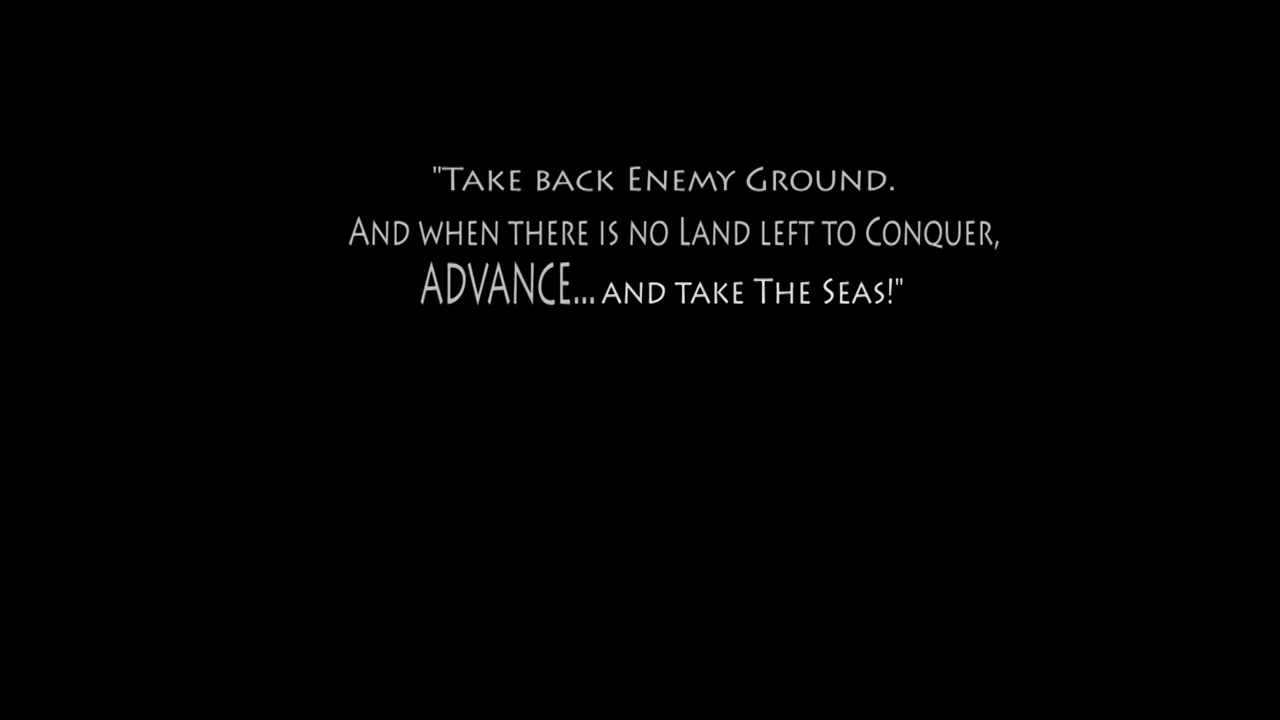 "Take back Enemy Ground.
And when there is no Land left to Conquer,
ADVANCE... and take The Seas!"